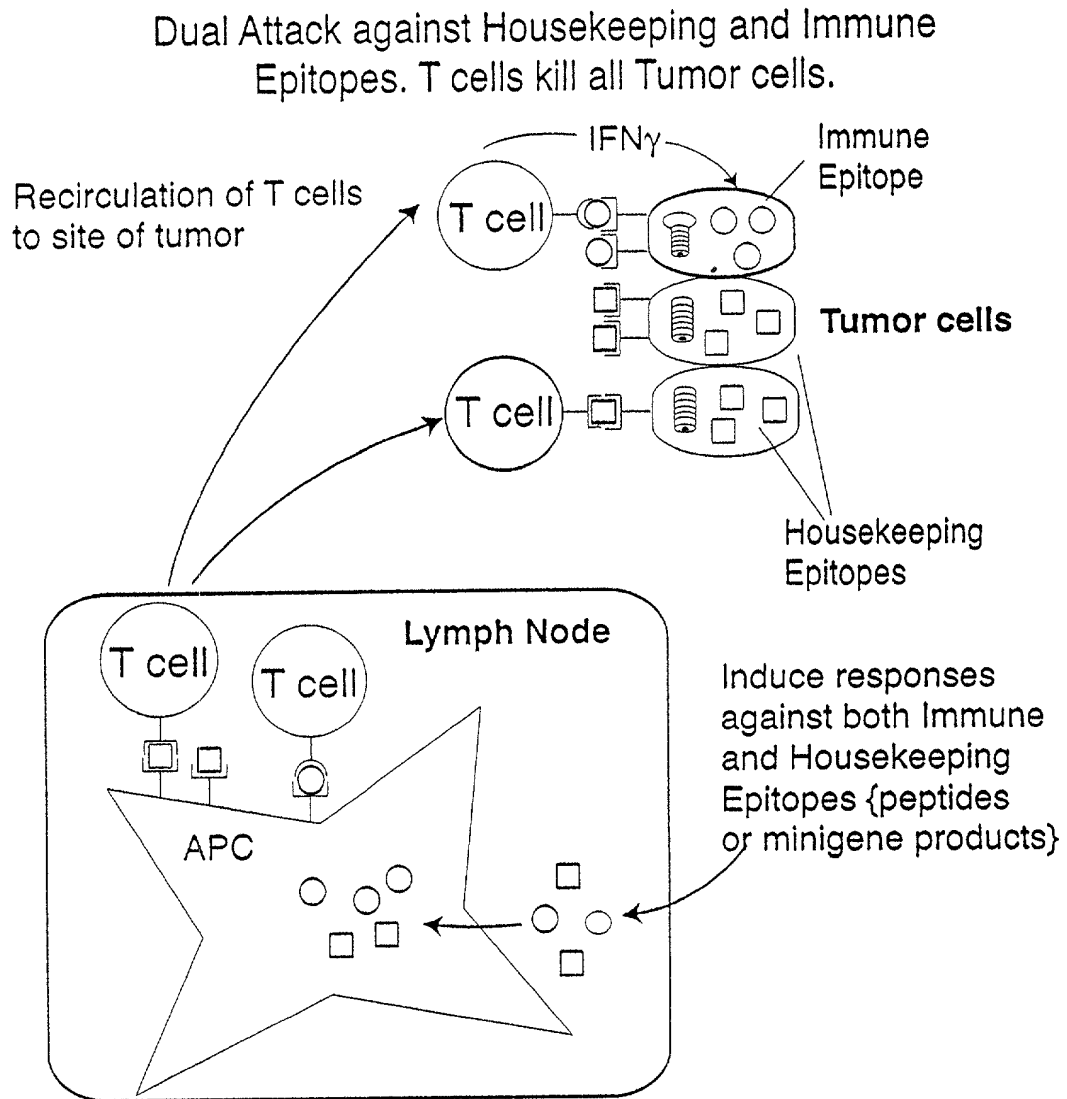 Dual Attack against Housekeeping and Immune
Epitopes. T cells kill all Tumor cells.
IFNγ
Immune
Epitope
Recirculation of T cells
to site of tumor
T cell
Tumor cells
T cell
Housekeeping
Epitopes
Lymph Node
T cell
T cell
Induce responses
against both Immune
and Housekeeping
Epitopes {peptides
or minigene products}
APC